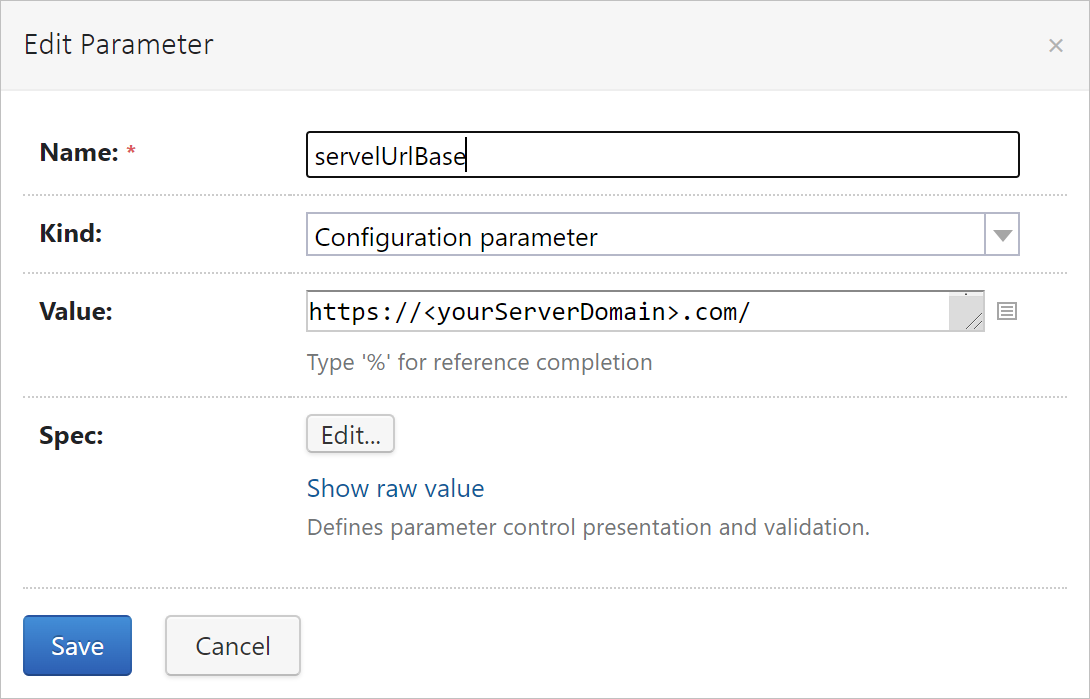 Edit Parameter ×
Name: * servelUrlBase
Kind: Configuration parameter
Value: https://<yourServerDomain>.com/
Type '%' for reference completion
Spec: Edit...
Show raw value
Defines parameter control presentation and validation.
Save Cancel